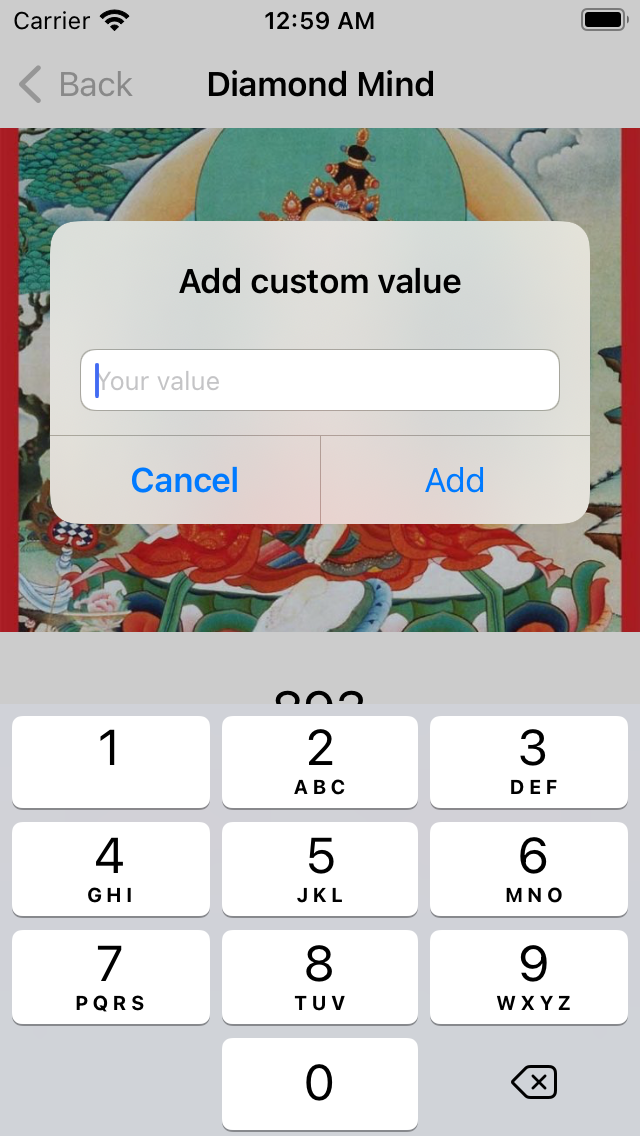 Carrier 12:59 AM
Back Diamond Mind
Add custom value
Your value
Cancel Add
1 2 3
ABC DEF
4 5 6
GHI JKL MNO
7 8 9
PQRS TUV WXYZ
0